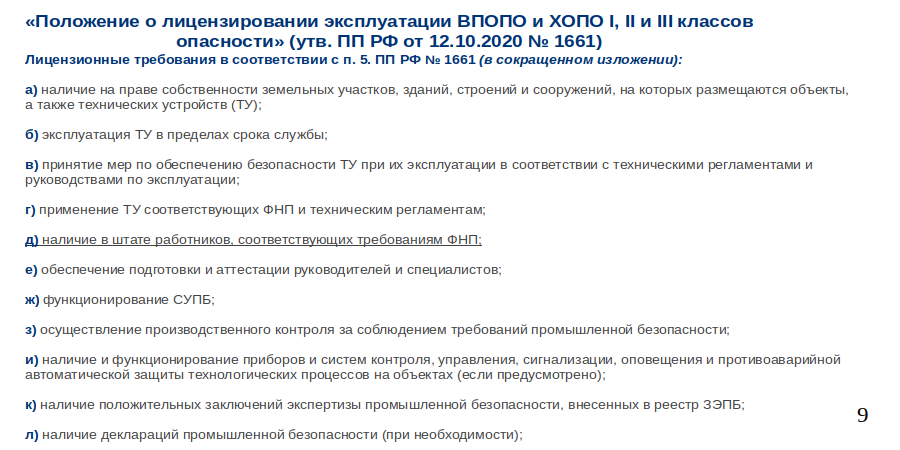 «Положение о лицензировании эксплуатации ВПОПО и ХОПО I, II и III классов
опасности» (утв. ПП РФ от 12.10.2020 № 1661)
Лицензионные требования в соответствии с п. 5. ПП РФ № 1661 (в сокращенном изложении):
а) наличие на праве собственности земельных участков, зданий, строений и сооружений, на которых размещаются объекты,
а также технических устройств (ТУ);
б) эксплуатация ТУ в пределах срока службы;
в) принятие мер по обеспечению безопасности ТУ при их эксплуатации в соответствии с техническими регламентами и
руководствами по эксплуатации;
г) применение ТУ соответствующих ФНП и техническим регламентам;
д) наличие в штате работников, соответствующих требованиям ФНП;
е) обеспечение подготовки и аттестации руководителей и специалистов;
ж) функционирование СУПБ;
з) осуществление производственного контроля за соблюдением требований промышленной безопасности;
и) наличие и функционирование приборов и систем контроля, управления, сигнализации, оповещения и противоаварийной
автоматической защиты технологических процессов на объектах (если предусмотрено);
к) наличие положительных заключений экспертизы промышленной безопасности, внесенных в реестр ЗЭПБ;
9
л) наличие деклараций промышленной безопасности (при необходимости);